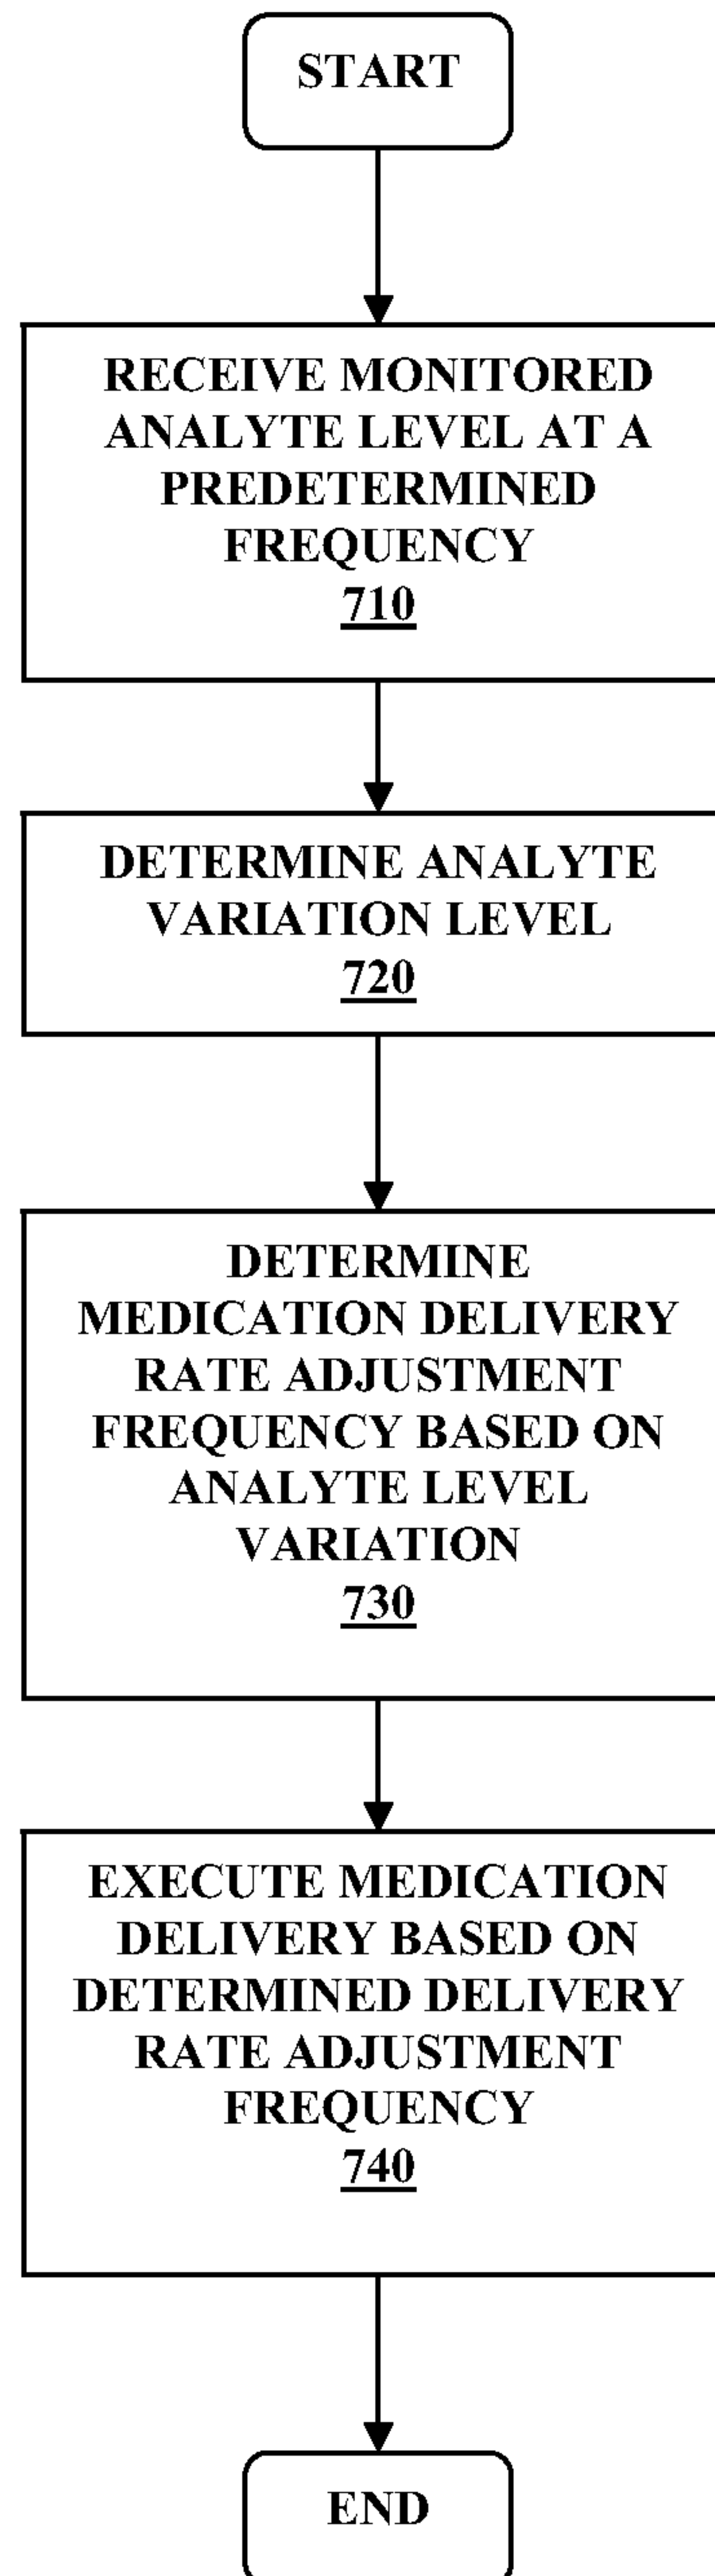 START
RECEIVE MONITORED
ANALYTE LEVEL AT A
PREDETERMINED
FREQUENCY
710
DETERMINE ANALYTE
VARIATION LEVEL
720
DETERMINE
MEDICATION DELIVERY
RATE ADJUSTMENT
FREQUENCY BASED ON
ANALYTE LEVEL
VARIATION
730
EXECUTE MEDICATION
DELIVERY BASED ON
DETERMINED DELIVERY
RATE ADJUSTMENT
FREQUENCY
740
END